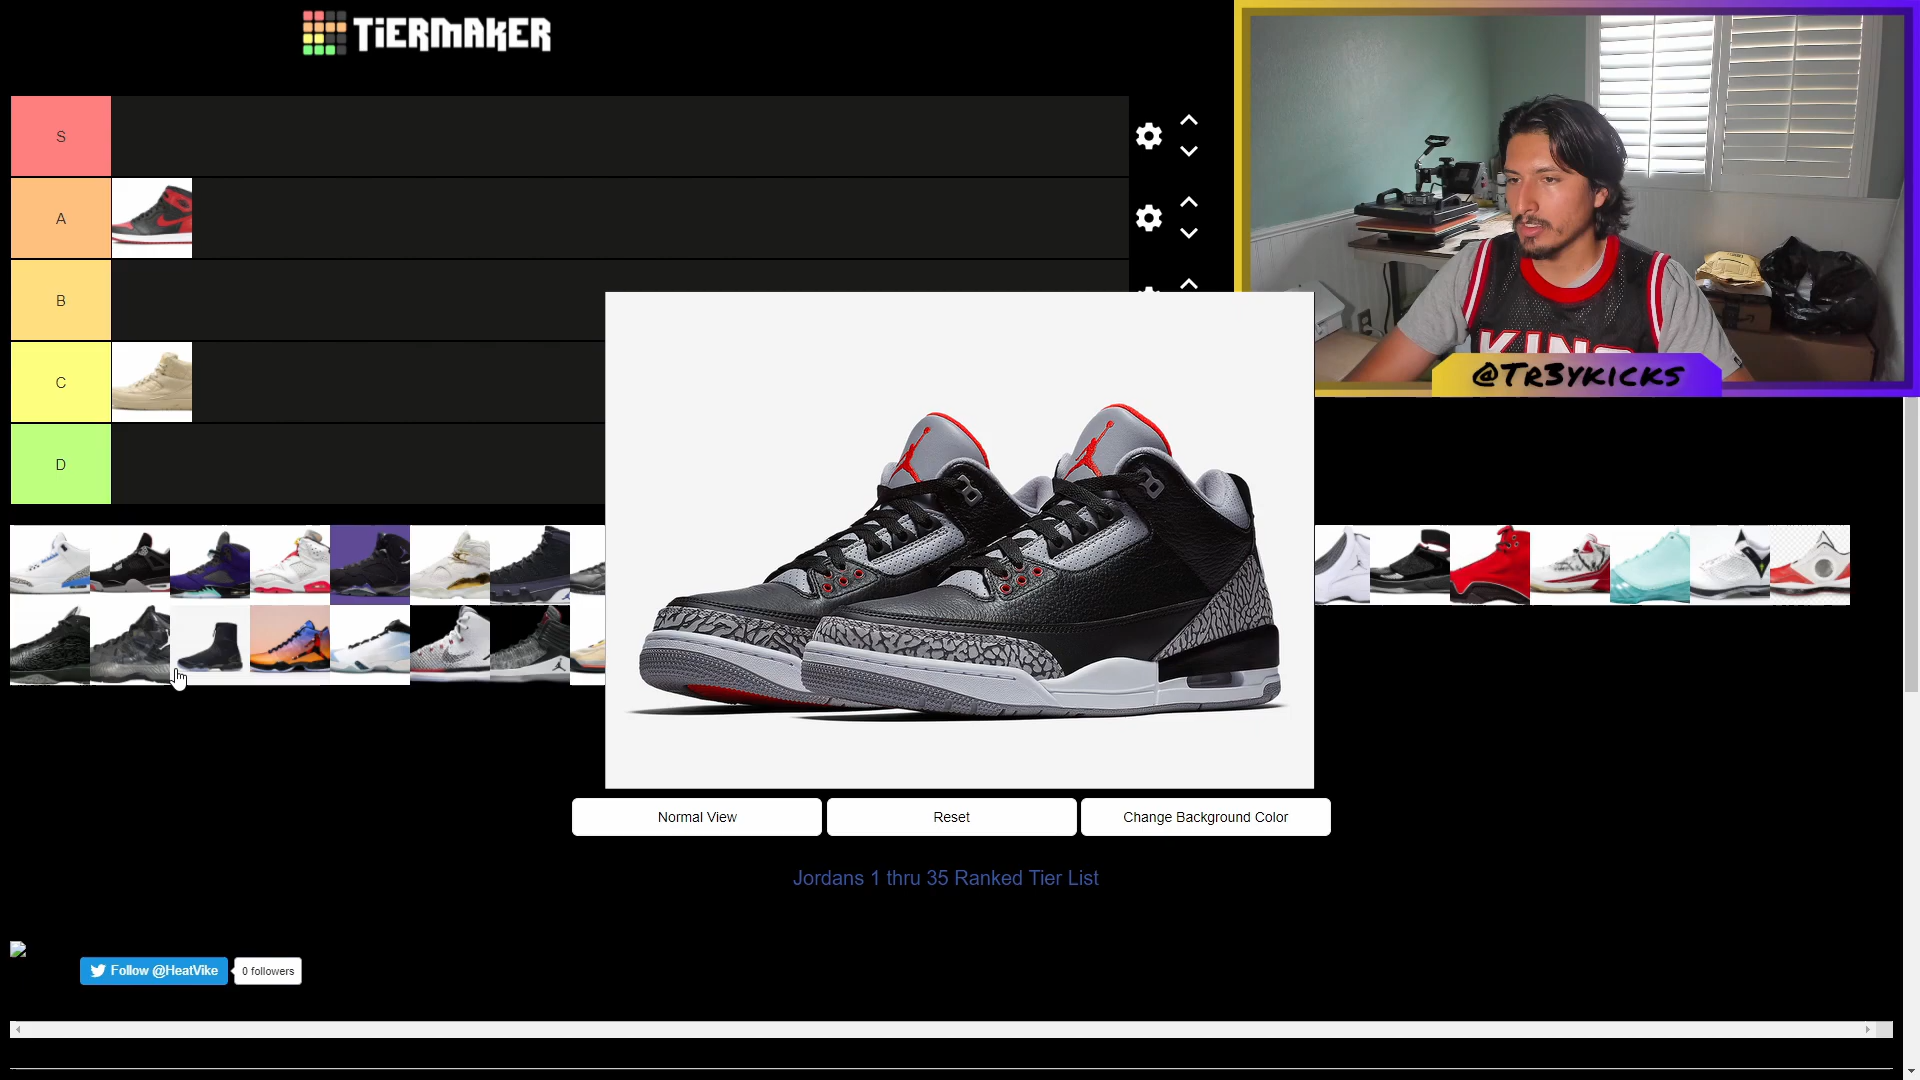 TiERMAKER
S
A
B
C
D
KING
@TR3YKICKS
Normal View
Reset
Change Background Color
Jordans 1 thru 35 Ranked Tier List
Follow @HeatVike
0 followers